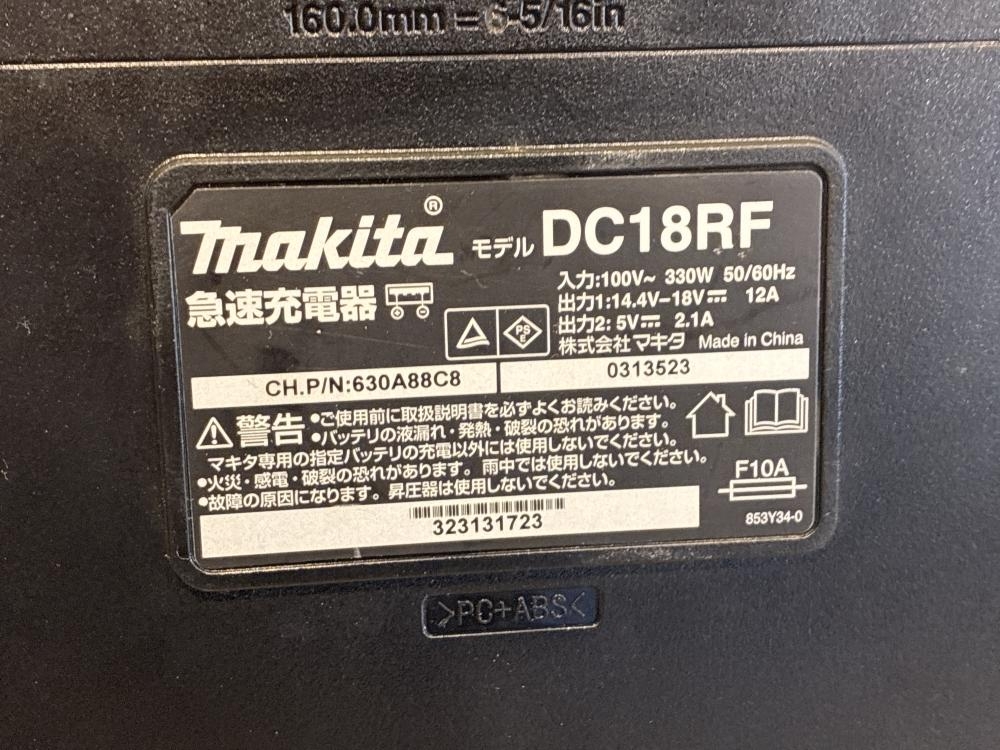 160.0mm = 6-5/16in
makita® モデル DC18RF
急速充電器
入力:100V~ 330W 50/60Hz
出力1:14.4V-18V⎓ 12A
出力2: 5V⎓ 2.1A
株式会社マキタ Made in China
PS
E
CH.P/N:630A88C8
0313523
警告 •ご使用前に取扱説明書を必ずよくお読みください。
•バッテリの液漏れ・発熱・破裂の恐れがあります。
マキタ専用の指定バッテリの充電以外には使用しないでください。
•火災・感電・破裂の恐れがあります。雨中では使用しないでください。
•故障の原因になります。昇圧器は使用しないでください。
F10A
323131723
853Y34-0
>PC+ABS<